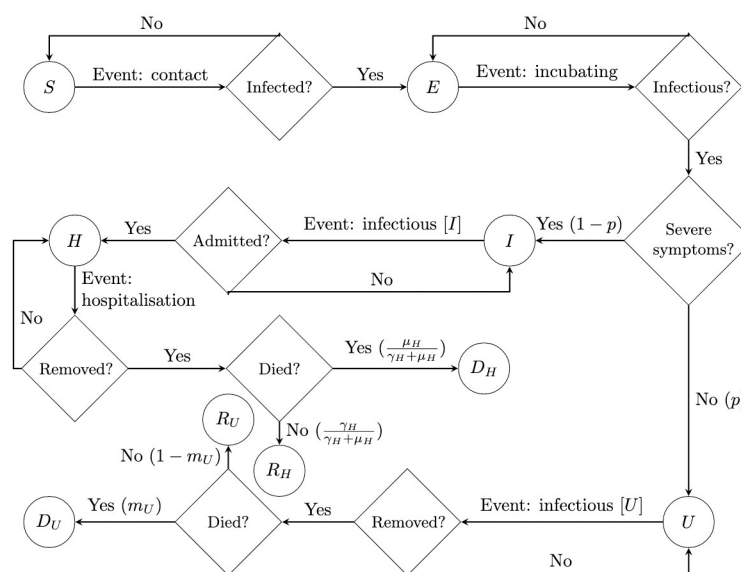 No
No
S
Event: contact
Infected?
Yes
E
Event: incubating
Infectious?
Yes
H
Yes
Admitted?
Event: infectious [I]
I
Yes (1 − p)
Severe
symptoms?
No
Event:
hospitalisation
No
Removed?
Yes
Died?
Yes (μ_H/(γ_H+μ_H))
D_H
No (p
R_U
No (γ_H/(γ_H+μ_H))
No (1 − m_U)
R_H
D_U
Yes (m_U)
Died?
Yes
Removed?
Event: infectious [U]
U
No